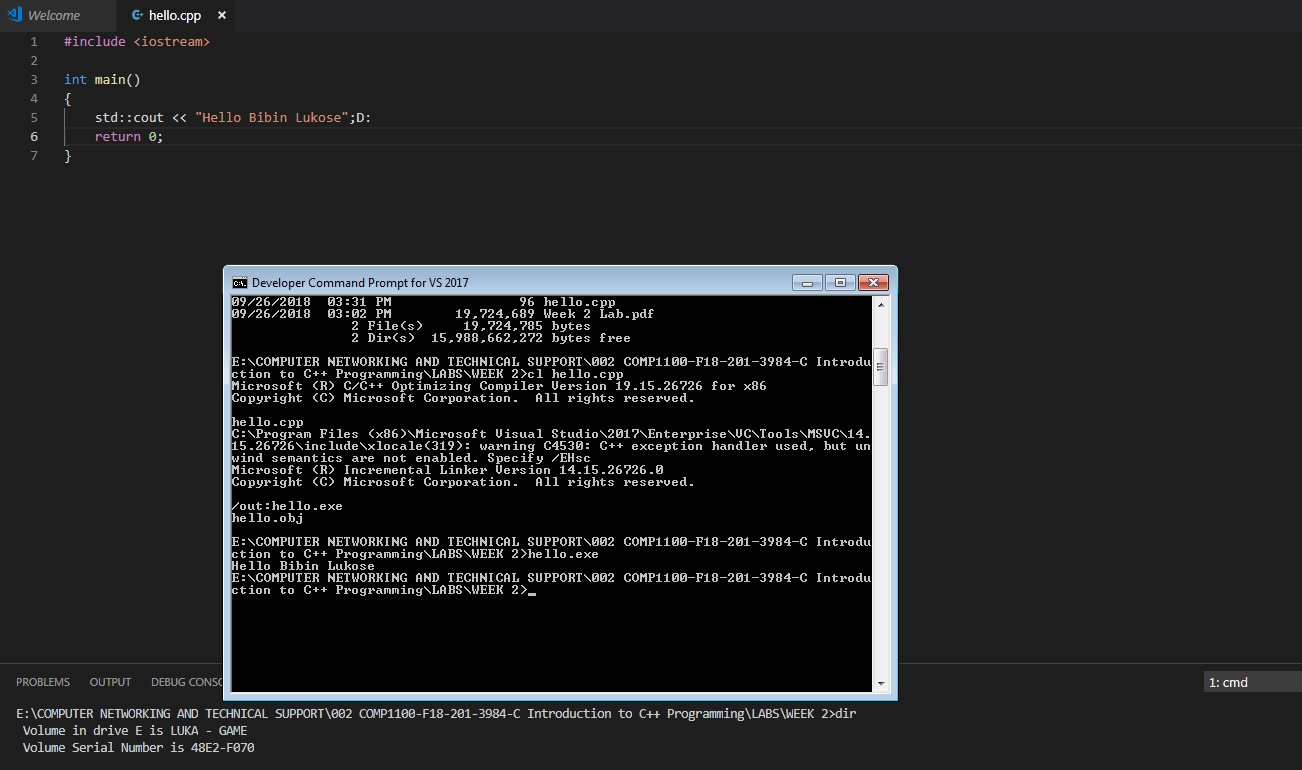 Welcome
hello.cpp
1 #include <iostream>
2
3 int main()
4 {
5 std::cout << "Hello Bibin Lukose";D:
6 return 0;
7 }
Developer Command Prompt for VS 2017
09/26/2018 03:31 PM 96 hello.cpp
09/26/2018 03:02 PM 19,724,689 Week 2 Lab.pdf
2 File(s) 19,724,785 bytes
2 Dir(s) 15,988,662,272 bytes free
E:\COMPUTER NETWORKING AND TECHNICAL SUPPORT\002 COMP1100-F18-201-3984-C Introdu
ction to C++ Programming\LABS\WEEK 2>cl hello.cpp
Microsoft (R) C/C++ Optimizing Compiler Version 19.15.26726 for x86
Copyright (C) Microsoft Corporation. All rights reserved.
hello.cpp
C:\Program Files (x86)\Microsoft Visual Studio\2017\Enterprise\VC\Tools\MSVC\14.
15.26726\include\xlocale(319): warning C4530: C++ exception handler used, but un
wind semantics are not enabled. Specify /EHsc
Microsoft (R) Incremental Linker Version 14.15.26726.0
Copyright (C) Microsoft Corporation. All rights reserved.
/out:hello.exe
hello.obj
E:\COMPUTER NETWORKING AND TECHNICAL SUPPORT\002 COMP1100-F18-201-3984-C Introdu
ction to C++ Programming\LABS\WEEK 2>hello.exe
Hello Bibin Lukose
E:\COMPUTER NETWORKING AND TECHNICAL SUPPORT\002 COMP1100-F18-201-3984-C Introdu
ction to C++ Programming\LABS\WEEK 2>
PROBLEMS OUTPUT DEBUG CONSO
1: cmd
E:\COMPUTER NETWORKING AND TECHNICAL SUPPORT\002 COMP1100-F18-201-3984-C Introduction to C++ Programming\LABS\WEEK 2>dir
Volume in drive E is LUKA - GAME
Volume Serial Number is 48E2-F070